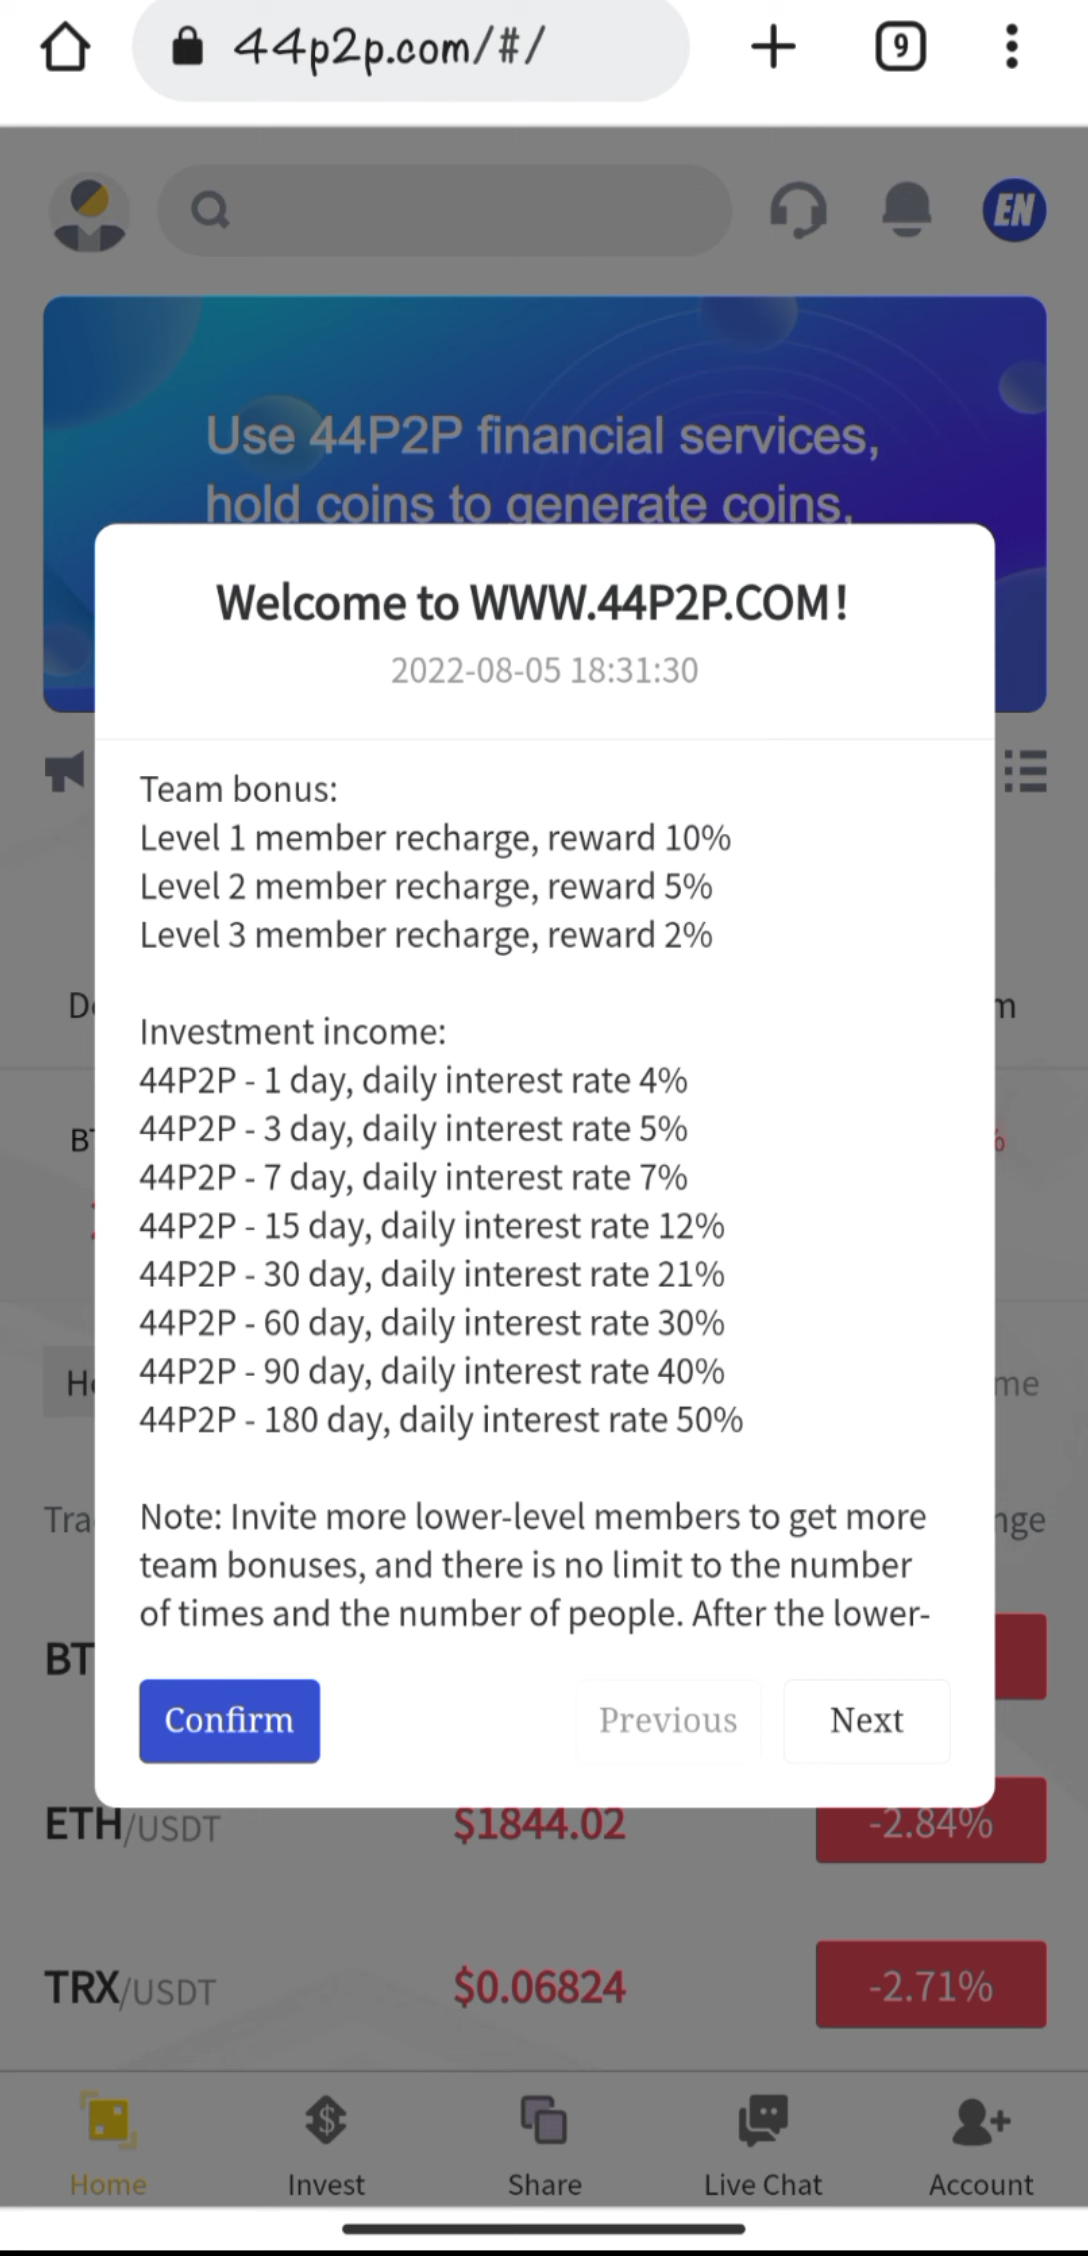 44p2p.com/#/
9
EN
Use 44P2P financial services,
hold coins to generate coins.
Welcome to WWW.44P2P.COM!
2022-08-05 18:31:30
Team bonus:
Level 1 member recharge, reward 10%
Level 2 member recharge, reward 5%
Level 3 member recharge, reward 2%
Investment income:
44P2P - 1 day, daily interest rate 4%
44P2P - 3 day, daily interest rate 5%
44P2P - 7 day, daily interest rate 7%
44P2P - 15 day, daily interest rate 12%
44P2P - 30 day, daily interest rate 21%
44P2P - 60 day, daily interest rate 30%
44P2P - 90 day, daily interest rate 40%
44P2P - 180 day, daily interest rate 50%
Note: Invite more lower-level members to get more
team bonuses, and there is no limit to the number
of times and the number of people. After the lower-
Confirm Previous Next
ETH/USDT $1844.02 -2.84%
TRX/USDT $0.06824 -2.71%
Home Invest Share Live Chat Account